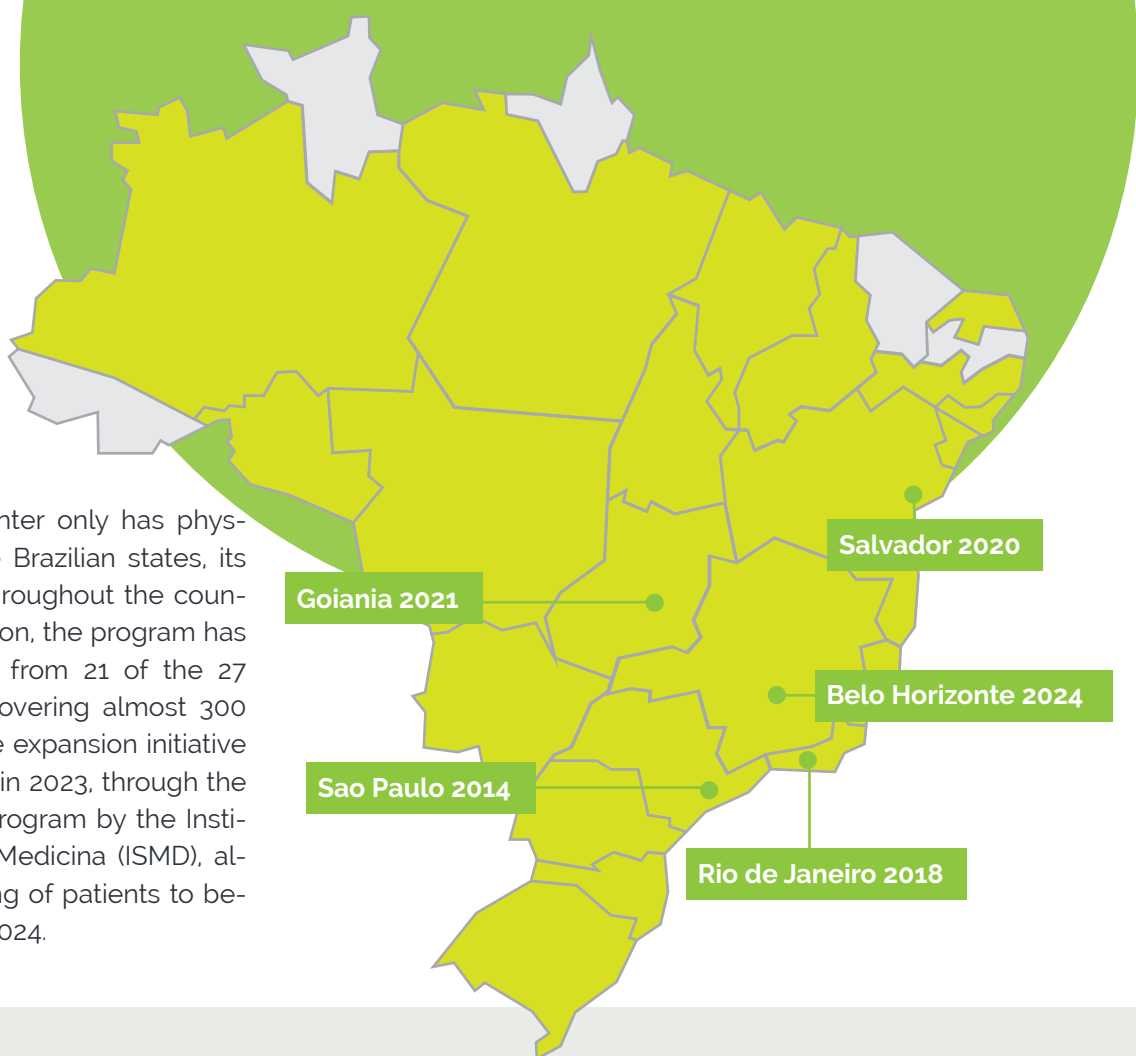 nter only has phys-
Brazilian states, its
roughout the coun-
on, the program has
from 21 of the 27
overing almost 300
e expansion initiative
in 2023, through the
rogram by the Insti-
Medicina (ISMD), al-
g of patients to be-
024.
Salvador 2020
Goiania 2021
Belo Horizonte 2024
Sao Paulo 2014
Rio de Janeiro 2018